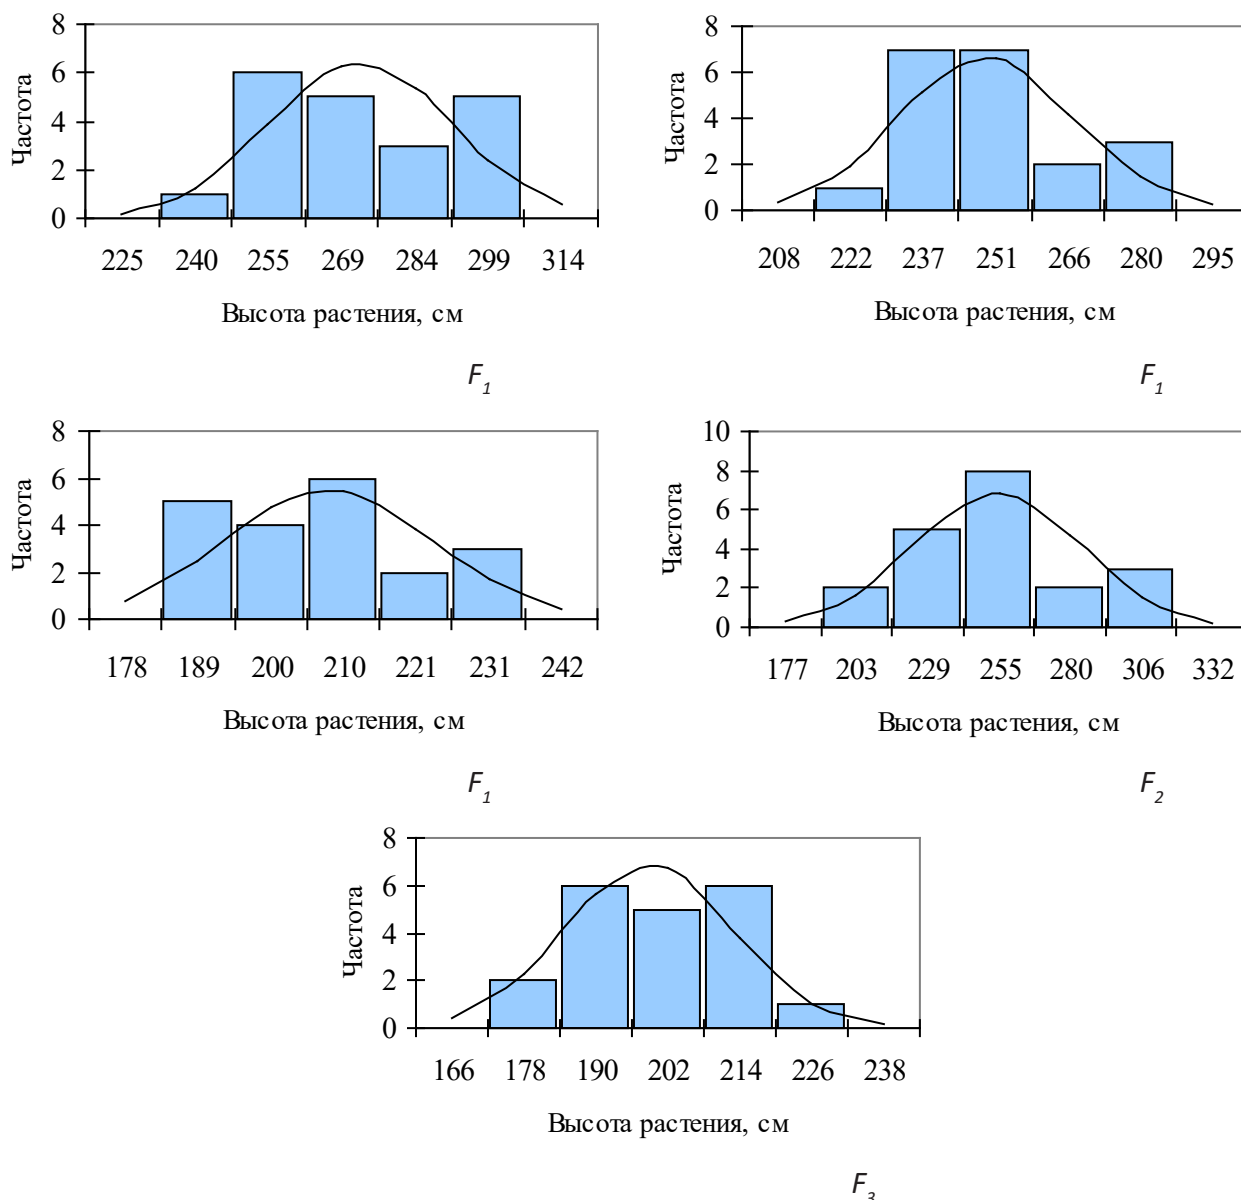 8
6
4
2
0
Частота
225 240 255 269 284 299 314
Высота растения, см
F1
8
6
4
2
0
Частота
208 222 237 251 266 280 295
Высота растения, см
F1
8
6
4
2
0
Частота
178 189 200 210 221 231 242
Высота растения, см
F1
10
8
6
4
2
0
Частота
177 203 229 255 280 306 332
Высота растения, см
F2
8
6
4
2
0
Частота
166 178 190 202 214 226 238
Высота растения, см
F3